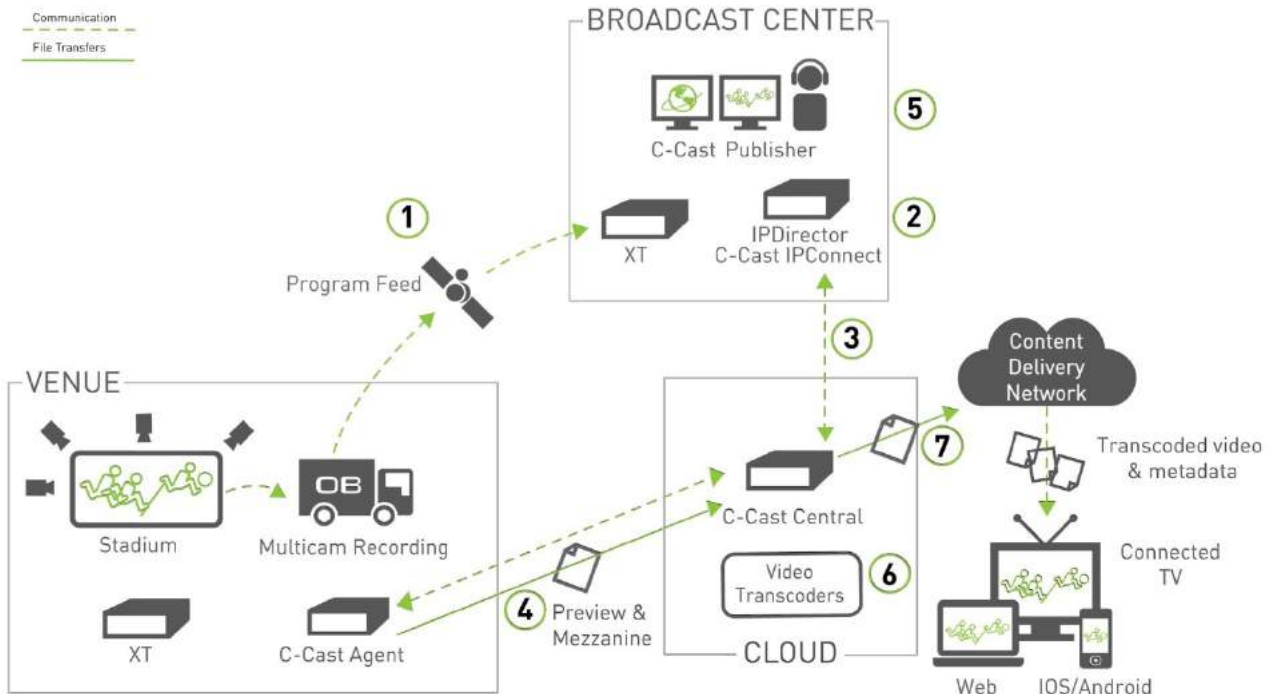 Communication
File Transfers
BROADCAST CENTER
C-Cast Publisher
5
1
2
XT
IPDirector
C-Cast IPConnect
Program Feed
3
Content
Delivery
Network
VENUE
7
Transcoded video
& metadata
OB
C-Cast Central
Stadium
Multicam Recording
Connected
TV
Video
Transcoders
6
4
Preview &
Mezzanine
XT
C-Cast Agent
CLOUD
Web
IOS/Android